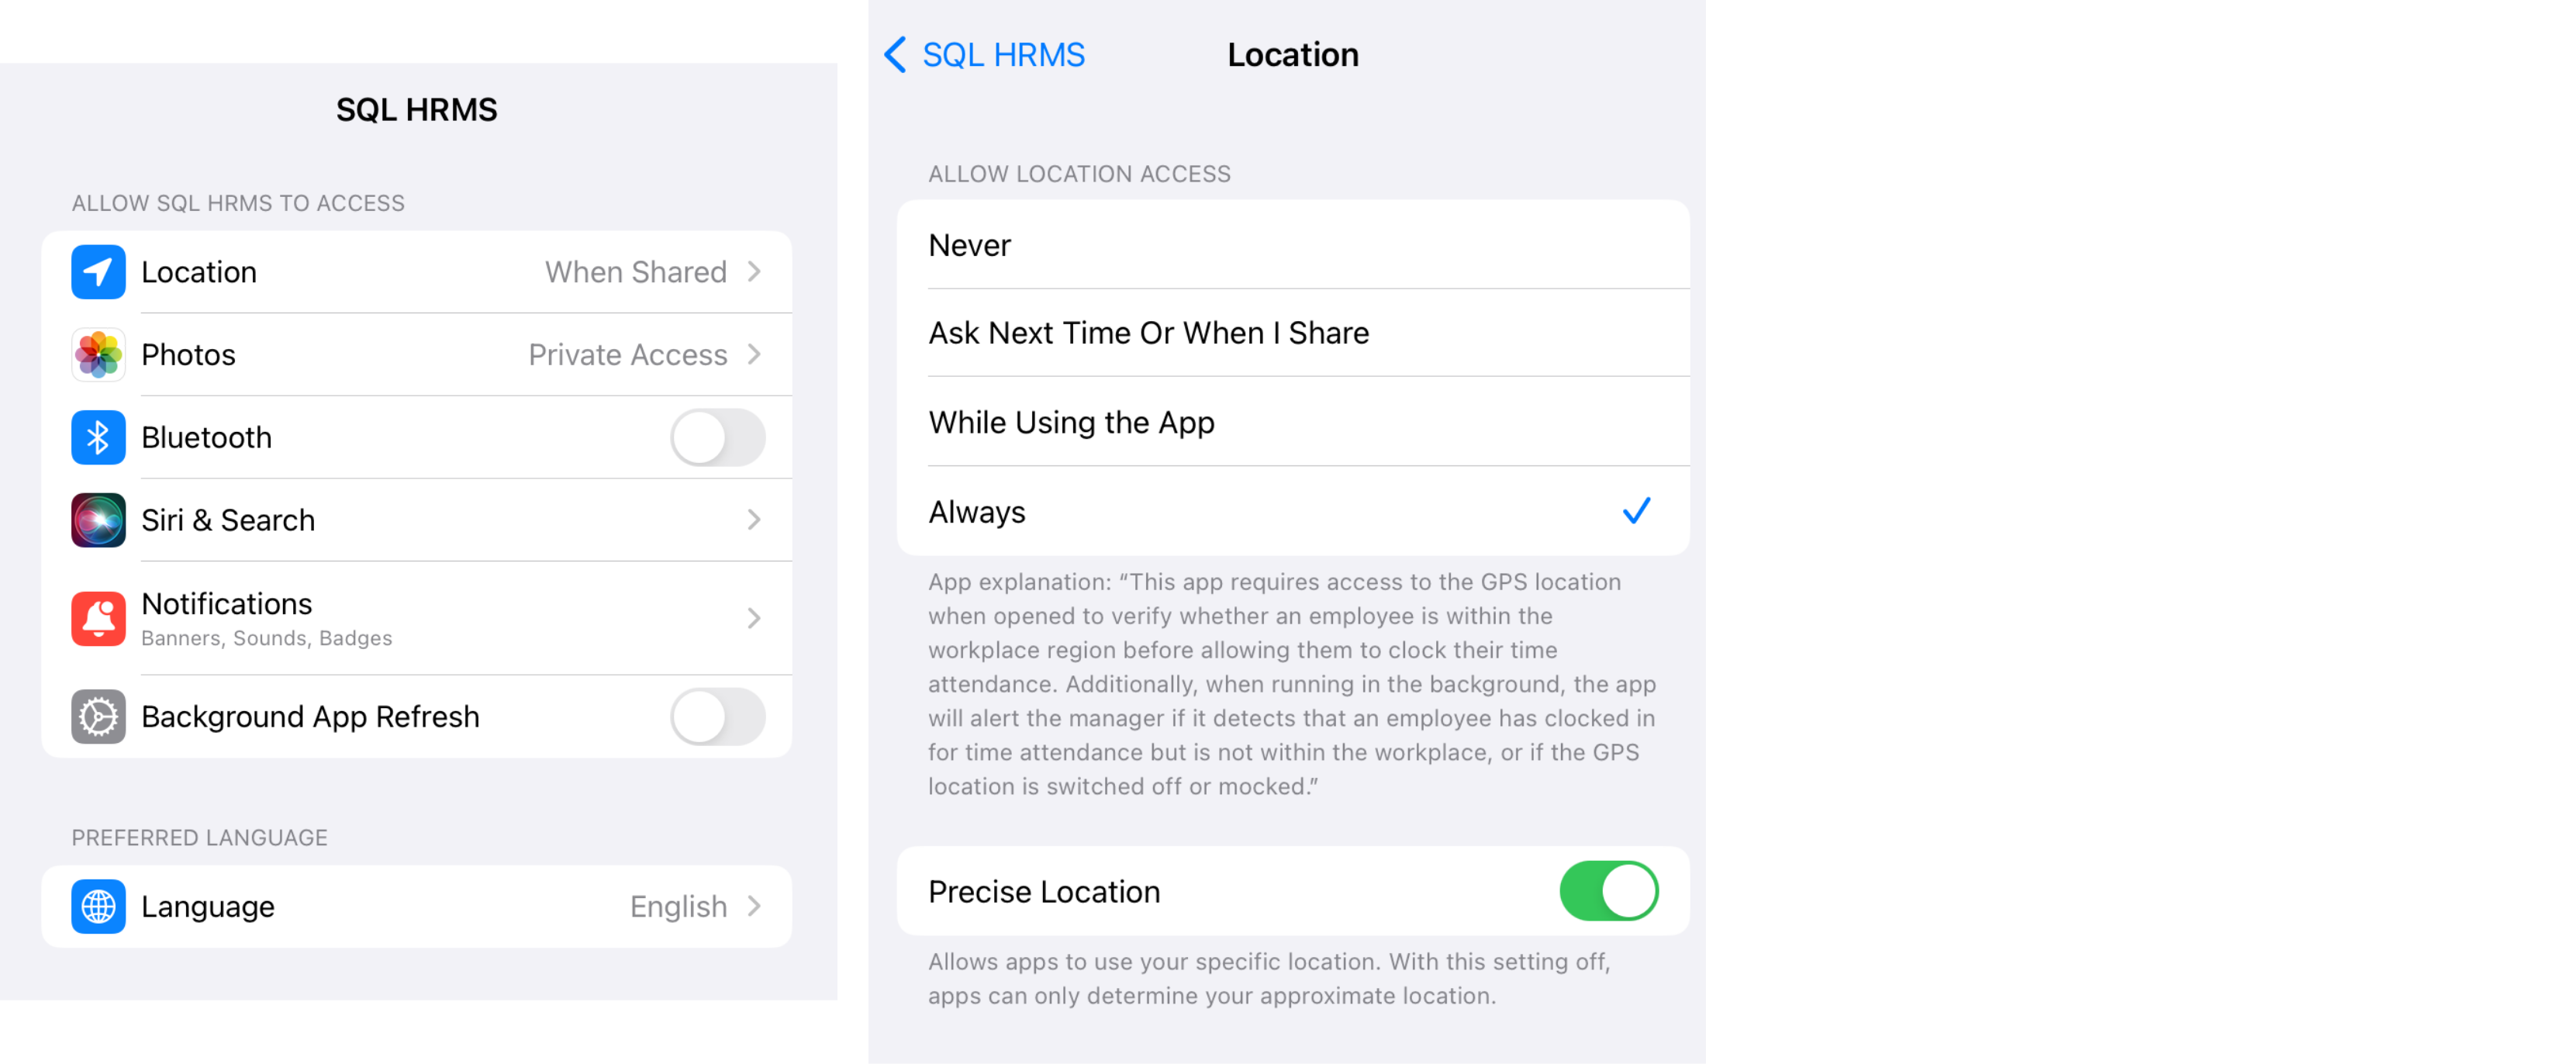 SQL HRMS
ALLOW SQL HRMS TO ACCESS
Location When Shared
Photos Private Access
Bluetooth
Siri & Search
Notifications
Banners, Sounds, Badges
Background App Refresh
PREFERRED LANGUAGE
Language English
SQL HRMS Location
ALLOW LOCATION ACCESS
Never
Ask Next Time Or When I Share
While Using the App
Always
App explanation: “This app requires access to the GPS location
when opened to verify whether an employee is within the
workplace region before allowing them to clock their time
attendance. Additionally, when running in the background, the app
will alert the manager if it detects that an employee has clocked in
for time attendance but is not within the workplace, or if the GPS
location is switched off or mocked.”
Precise Location
Allows apps to use your specific location. With this setting off,
apps can only determine your approximate location.